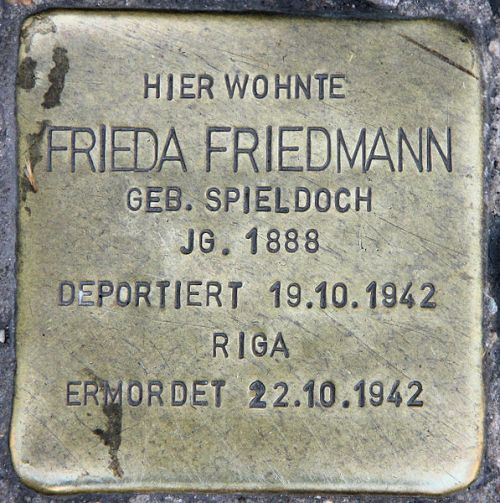 HIER WOHNTE
FRIEDA FRIEDMANN
GEB. SPIELDOCH
JG. 1888
DEPORTIERT 19.10.1942
RIGA
ERMORDET 22.10.1942